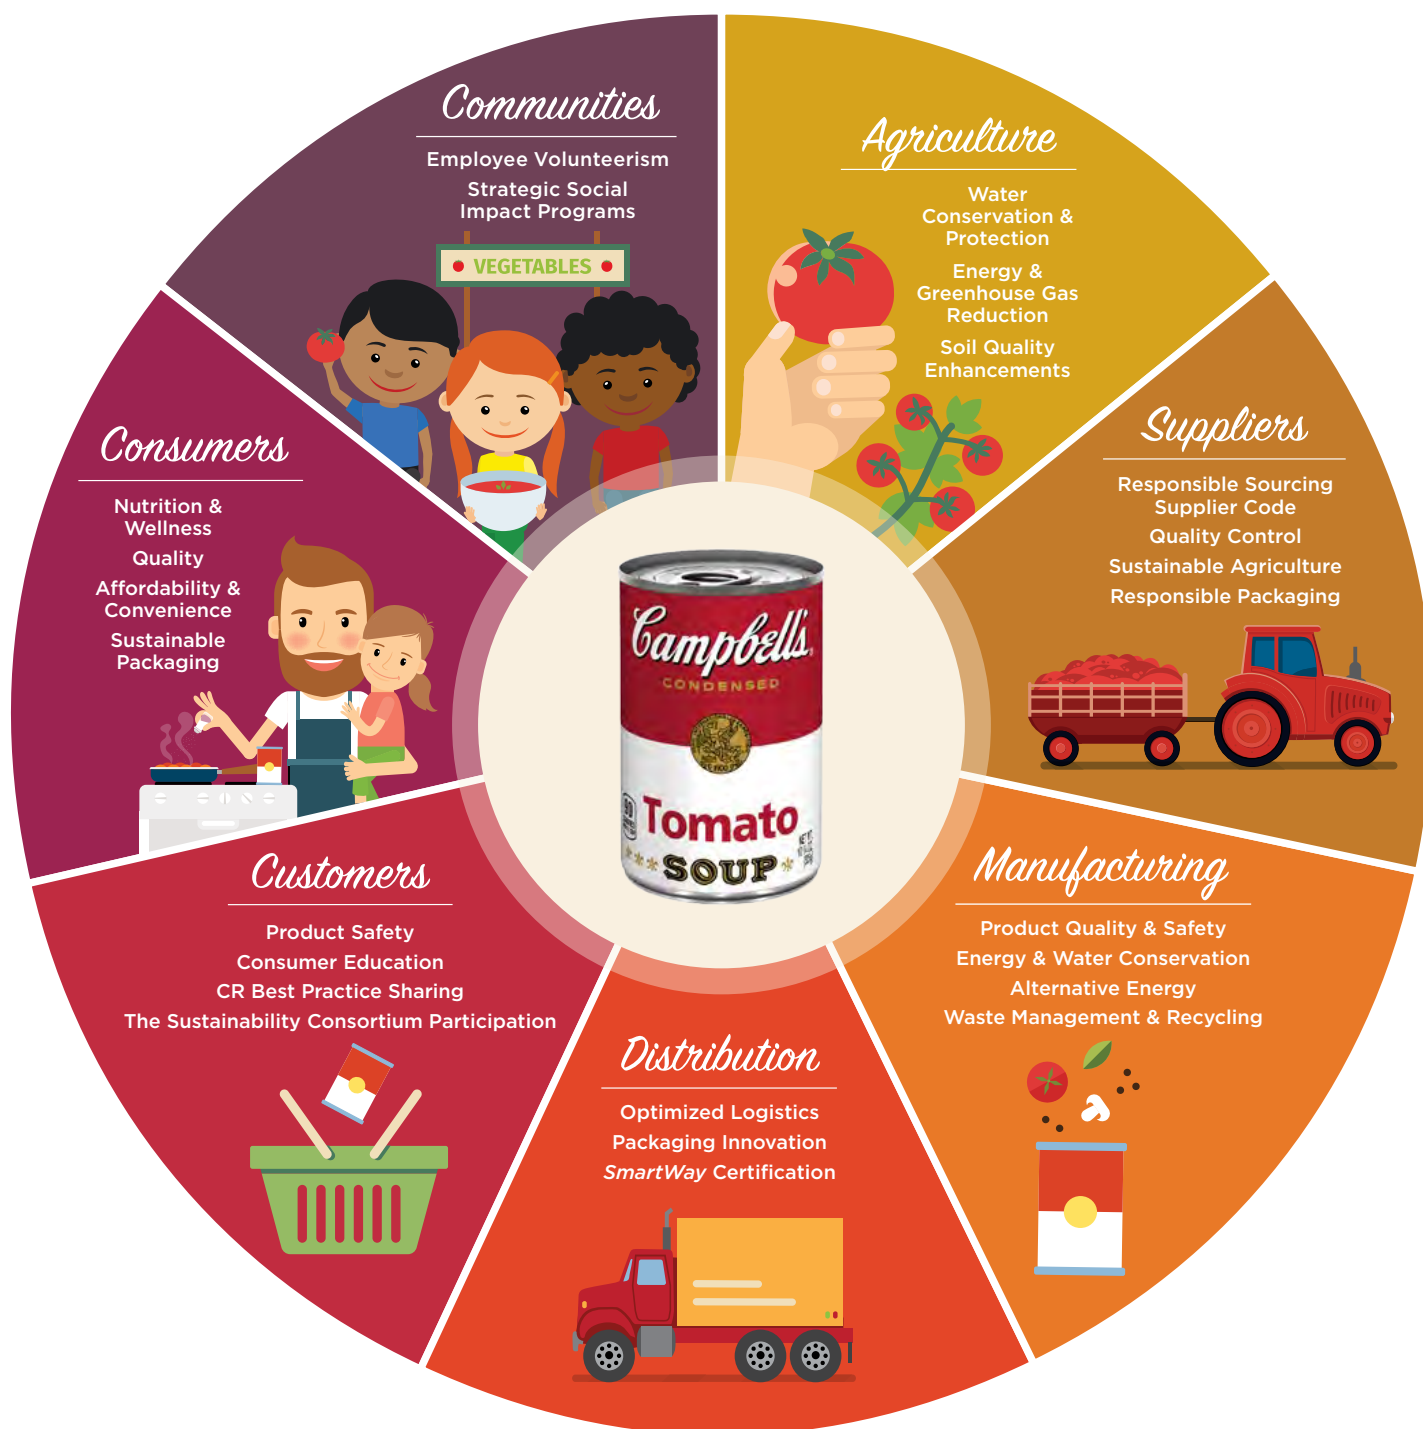 Communities
Employee Volunteerism
Strategic Social
Impact Programs
VEGETABLES
Agriculture
Water
Conservation &
Protection
Energy &
Greenhouse Gas
Reduction
Soil Quality
Enhancements
Suppliers
Responsible Sourcing
Supplier Code
Quality Control
Sustainable Agriculture
Responsible Packaging
Manufacturing
Product Quality & Safety
Energy & Water Conservation
Alternative Energy
Waste Management & Recycling
Distribution
Optimized Logistics
Packaging Innovation
SmartWay Certification
Customers
Product Safety
Consumer Education
CR Best Practice Sharing
The Sustainability Consortium Participation
Consumers
Nutrition &
Wellness
Quality
Affordability &
Convenience
Sustainable
Packaging
Campbell's
CONDENSED
Tomato
SOUP